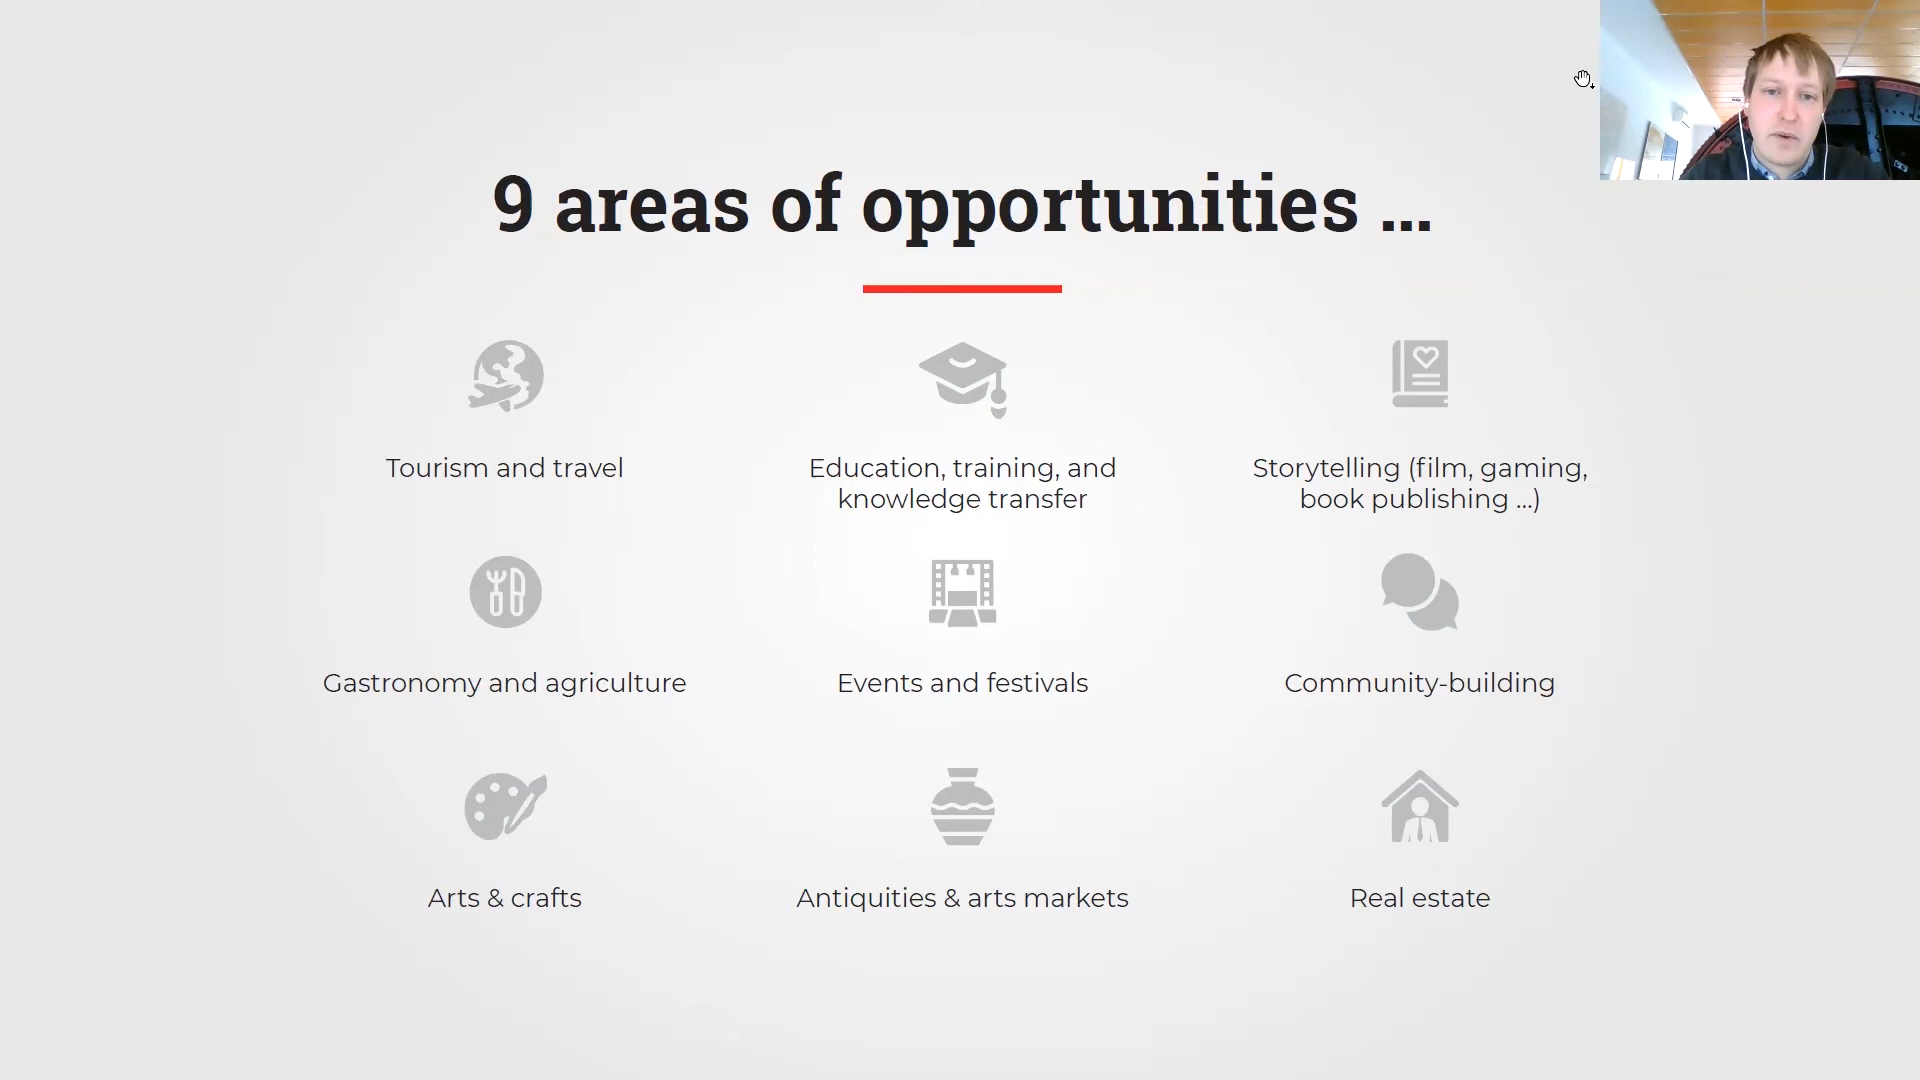 9 areas of opportunities ...
Tourism and travel
Education, training, and
knowledge transfer
Storytelling (film, gaming,
book publishing ...)
Gastronomy and agriculture
Events and festivals
Community-building
Arts & crafts
Antiquities & arts markets
Real estate